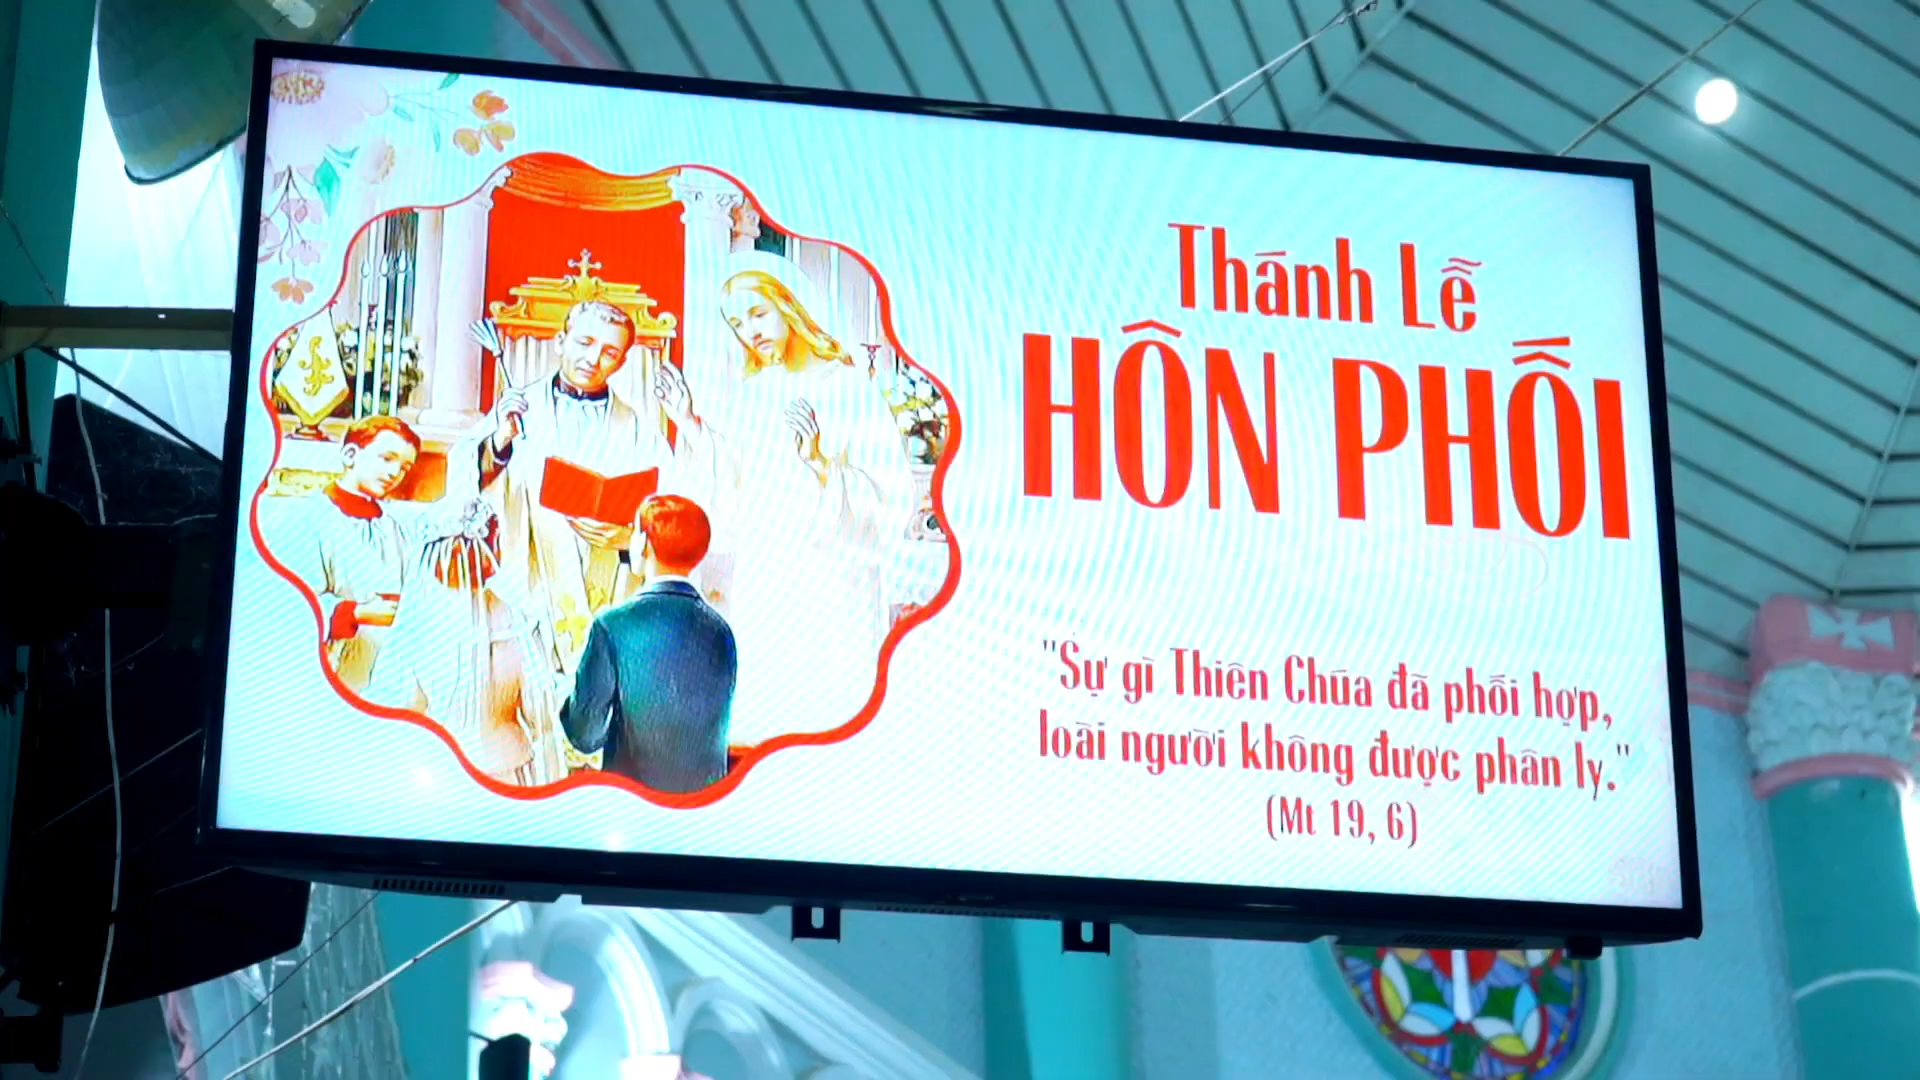 Thánh Lễ
HÔN PHỐI
"Sự gì Thiên Chúa đã phối hợp,
loài người không được phân ly."
(Mt 19, 6)